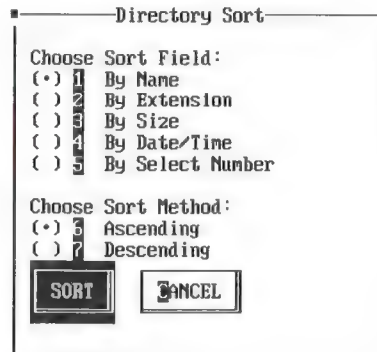 Directory Sort
Choose Sort Field:
(•) 1 By Name
( ) 2 By Extension
( ) 3 By Size
( ) 4 By Date/Time
( ) 5 By Select Number
Choose Sort Method:
(•) 6 Ascending
( ) 7 Descending
SORT CANCEL